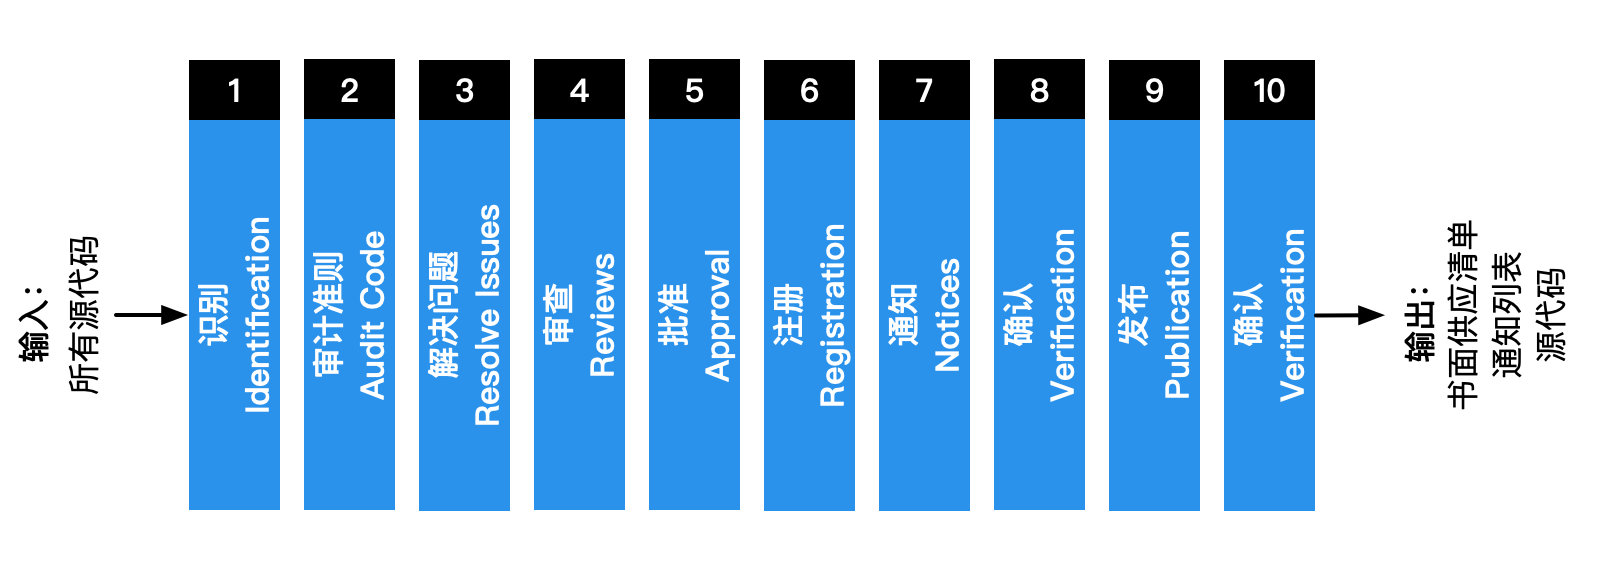 输入：
所有源代码
1
识别
Identification
2
审计准则
Audit Code
3
解决问题
Resolve Issues
4
审查
Reviews
5
批准
Approval
6
注册
Registration
7
通知
Notices
8
确认
Verification
9
发布
Publication
10
确认
Verification
输出：
书面供应清单
通知列表
源代码